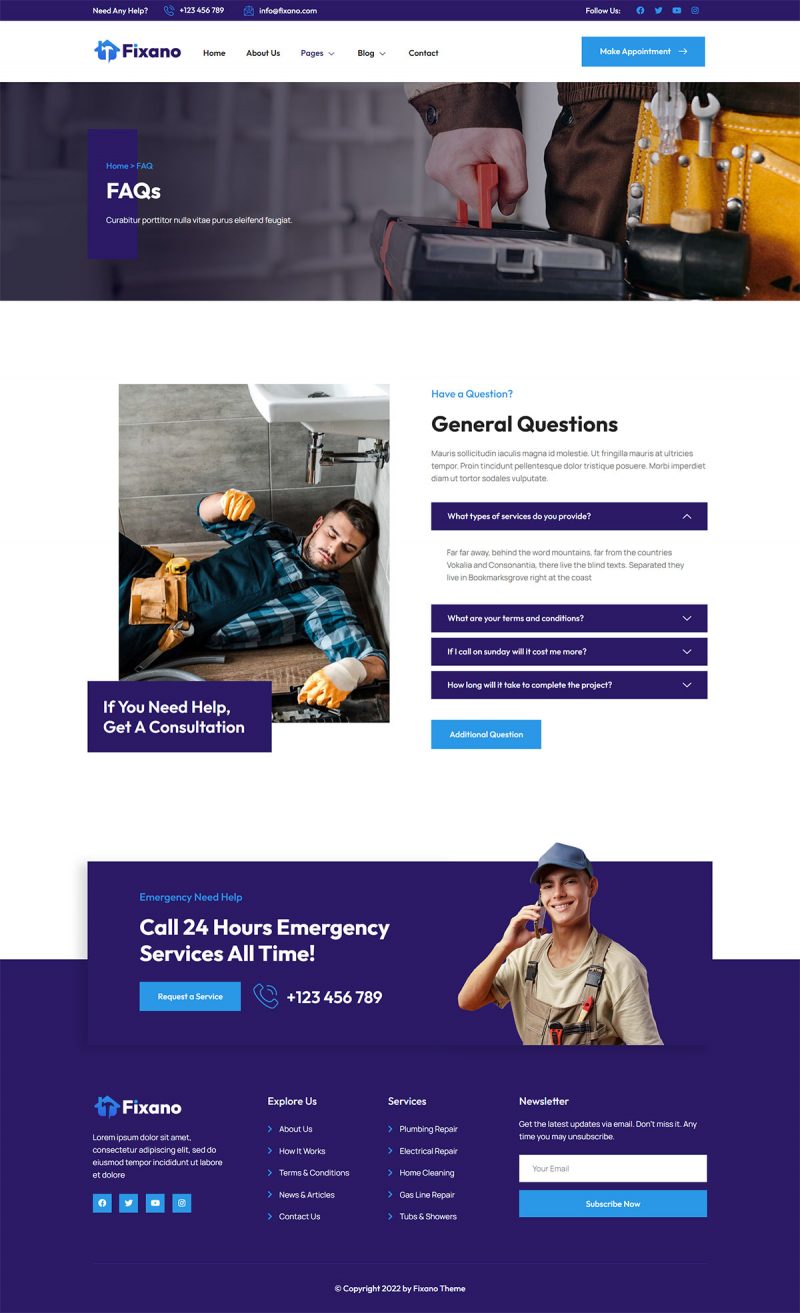 Need Any Help?
+123 456 789
info@fixano.com
Follow Us:
Fixano
Home
About Us
Pages
Blog
Contact
Make Appointment
Home > FAQ
FAQs
Curabitur porttitor nulla vitae purus eleifend feugiat.
Have a Question?
General Questions
Mauris sollicitudin iaculis magna id molestie. Ut fringilla mauris at ultricies
tempor. Proin tincidunt pellentesque dolor tristique posuere. Morbi imperdiet
diam ut tortor sodales vulputate.
What types of services do you provide?
Far far away, behind the word mountains, far from the countries
Vokalia and Consonantia, there live the blind texts. Separated they
live in Bookmarksgrove right at the coast
What are your terms and conditions?
If I call on sunday will it cost me more?
How long will it take to complete the project?
Additional Question
If You Need Help,
Get A Consultation
Emergency Need Help
Call 24 Hours Emergency
Services All Time!
Request a Service
+123 456 789
Fixano
Lorem ipsum dolor sit amet,
consectetur adipiscing elit, sed do
eiusmod tempor incididunt ut labore
et dolore
Explore Us
About Us
How It Works
Terms & Conditions
News & Articles
Contact Us
Services
Plumbing Repair
Electrical Repair
Home Cleaning
Gas Line Repair
Tubs & Showers
Newsletter
Get the latest updates via email. Don't miss it. Any
time you may unsubscribe.
Your Email
Subscribe Now
© Copyright 2022 by Fixano Theme